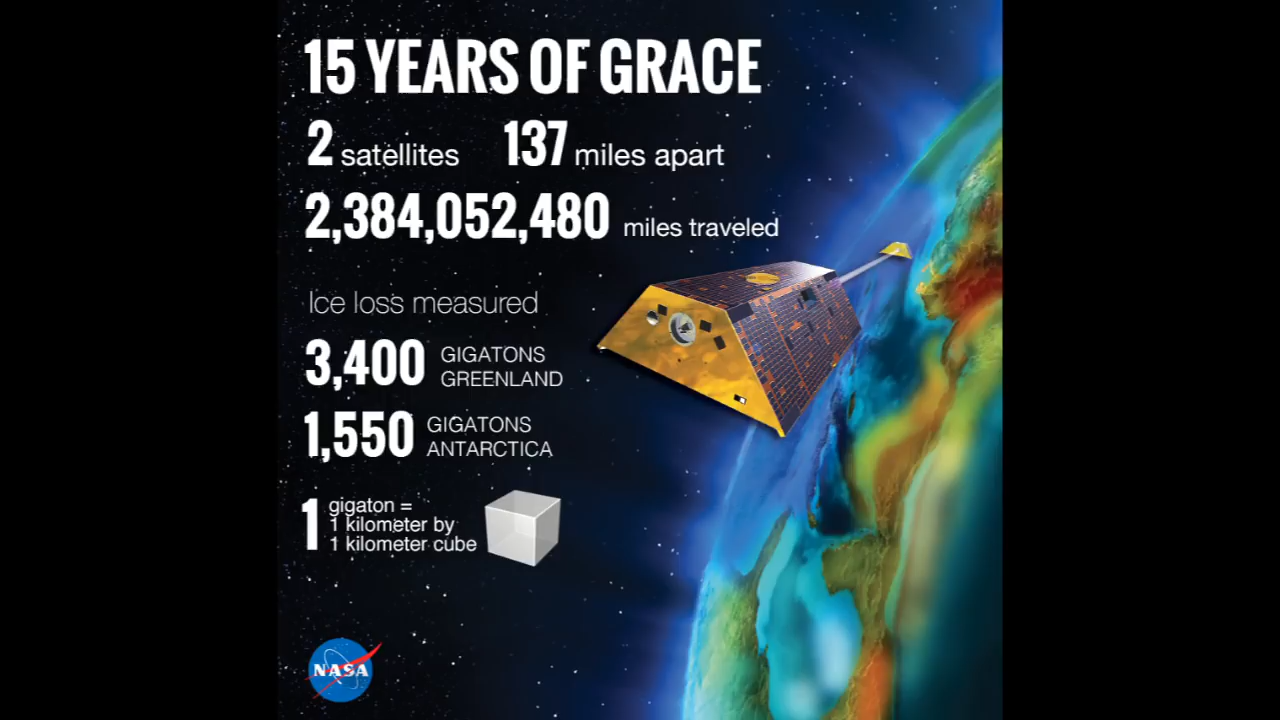 15 YEARS OF GRACE
2 satellites 137 miles apart
2,384,052,480 miles traveled
Ice loss measured
3,400 GIGATONS
GREENLAND
1,550 GIGATONS
ANTARCTICA
1 gigaton =
1 kilometer by
1 kilometer cube
NASA